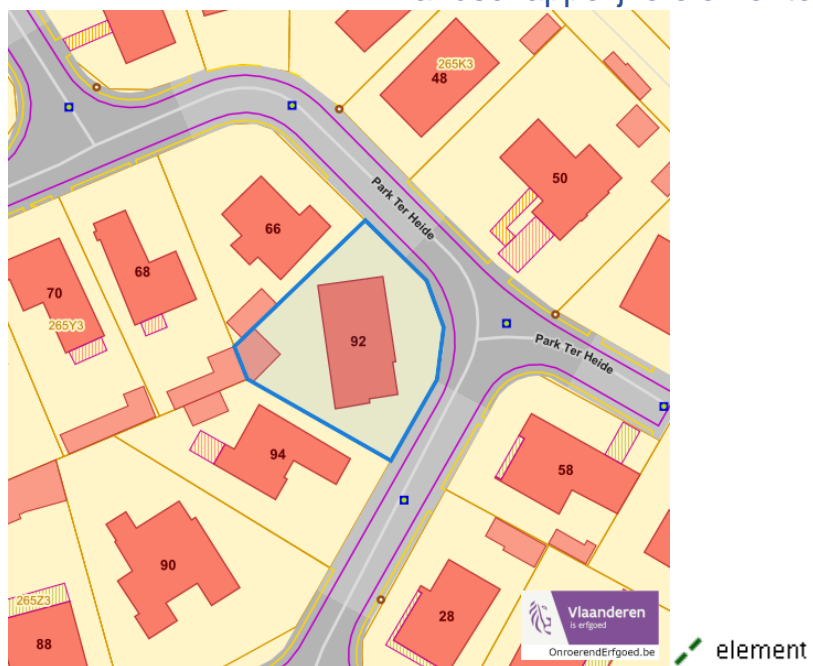 48
265K3
50
Park Ter Heide
66
68
70
265Y3
92
Park Ter Heide
94
58
90
265Z3
88
28
Vlaanderen
is erfgoed
OnroerendErfgoed.be
element